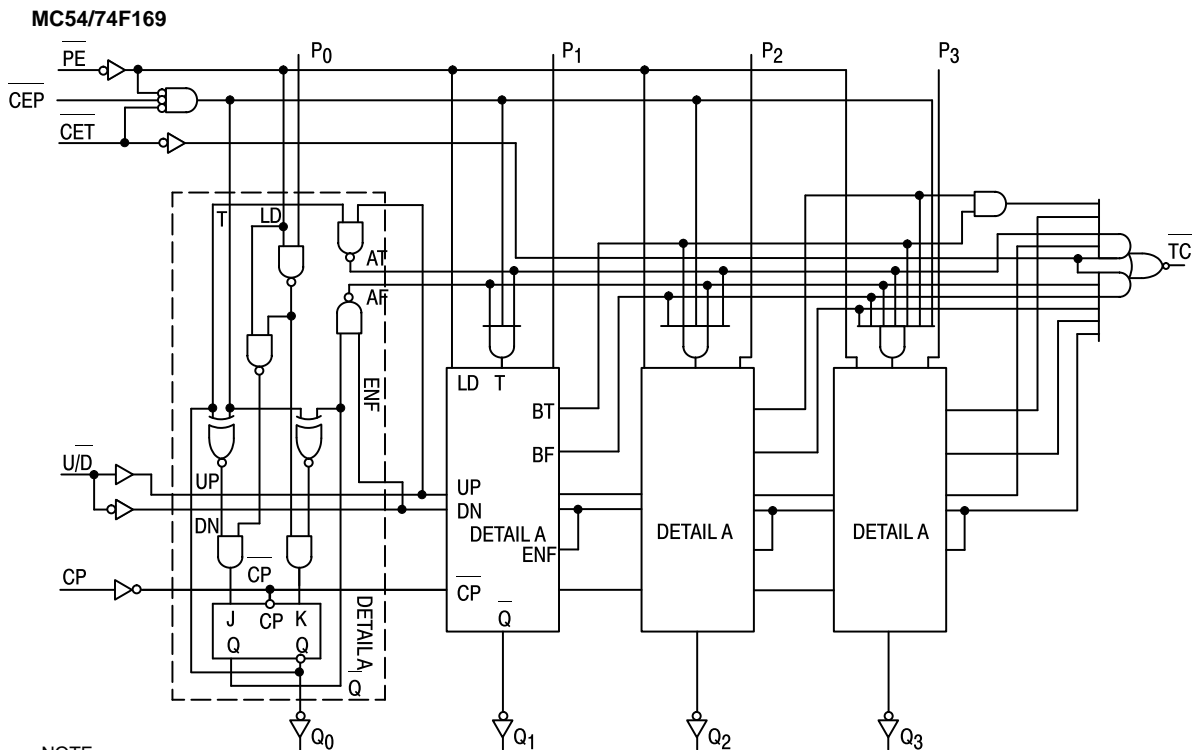 MC54/74F169
PE
P0 P1 P2 P3
CEP
CET
T LD
AT
TC
AF
ENF
LD T
BT
BF
U/D
UP
UP
DN
DN
DETAIL A
ENF
DETAIL A
DETAIL A
CP
CP
CP
J CP K
Q Q
Q
DETAIL A
Q
Q0 Q1 Q2 Q3
NOTE